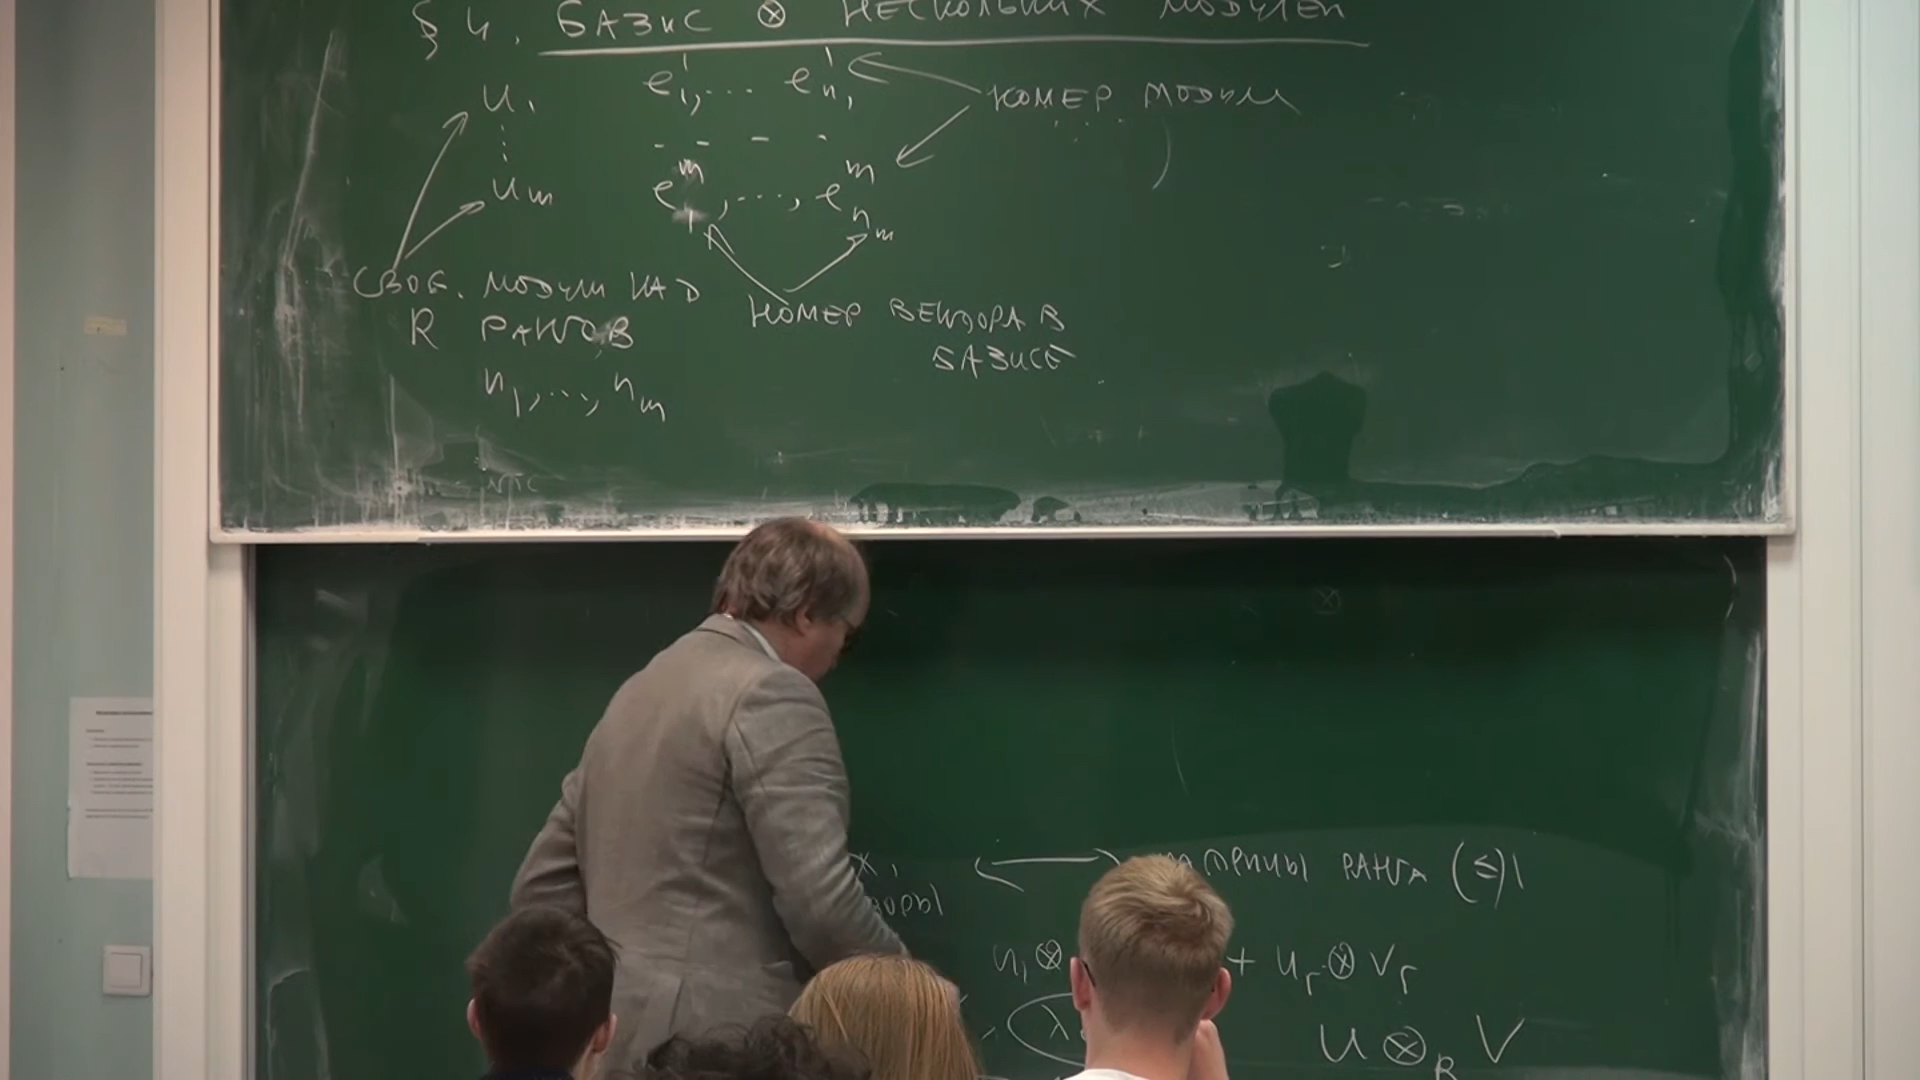 § 4. БАЗИС ⊗ НЕСКОЛЬКИХ МОДУЛЕЙ
U₁ e¹₁, ... e¹ₙ₁ НОМЕР МОДУЛЯ
Uₘ eᵐ₁, ..., eᵐₙₘ
СВОБ. МОДУЛИ НАД
R РАНГОВ
n₁, ..., nₘ
НОМЕР ВЕКТОРА В
БАЗИСЕ
МАТРИЦЫ РАНГА (≤) 1
u₁ ⊗ + uᵣ ⊗ vᵣ
λ
U ⊗_R V